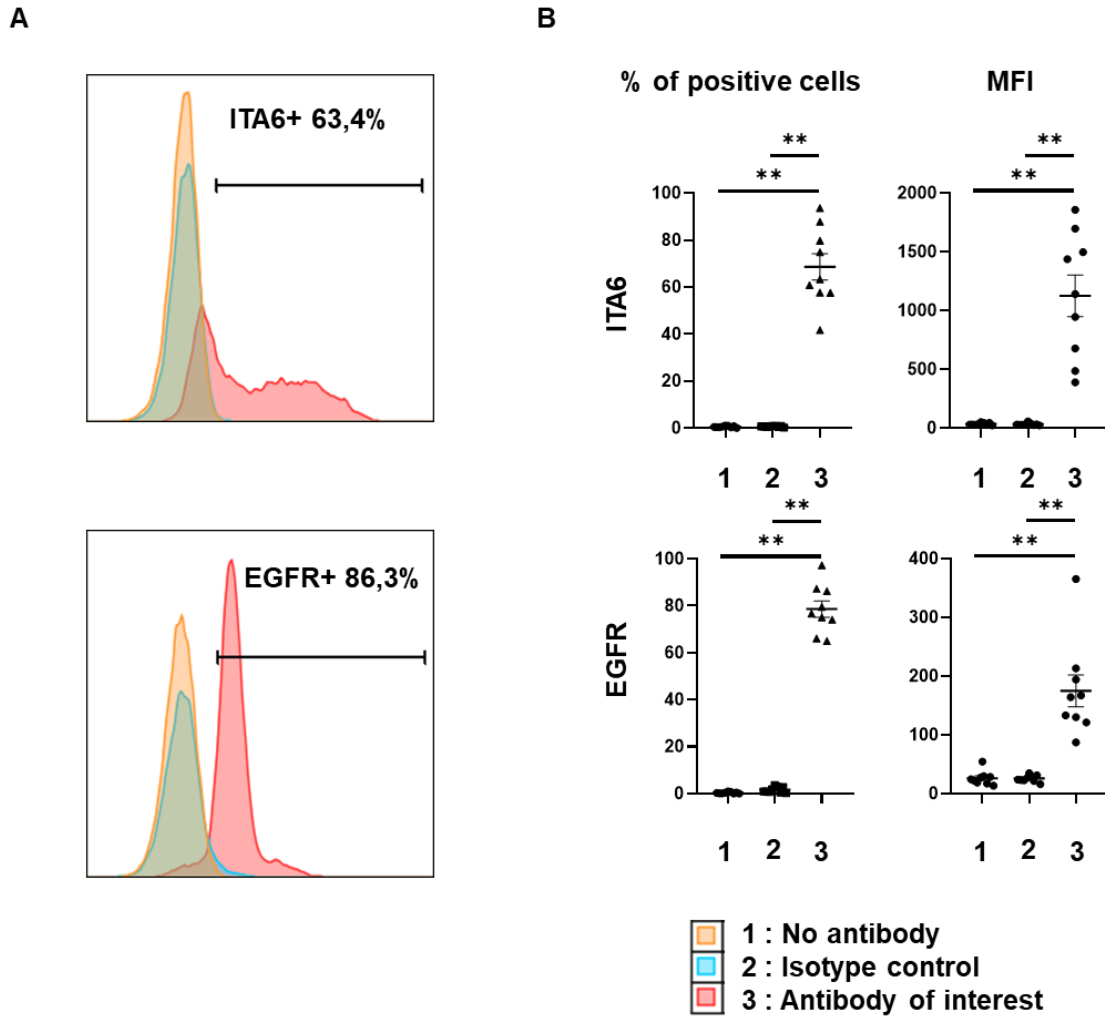 A
B
% of positive cells
MFI
ITA6+ 63,4%
**
**
**
**
ITA6
100
80
60
40
20
0
2000
1500
1000
500
0
1 2 3
1 2 3
EGFR+ 86,3%
**
**
**
**
EGFR
100
80
60
40
20
0
400
300
200
100
0
1 2 3
1 2 3
1 : No antibody
2 : Isotype control
3 : Antibody of interest